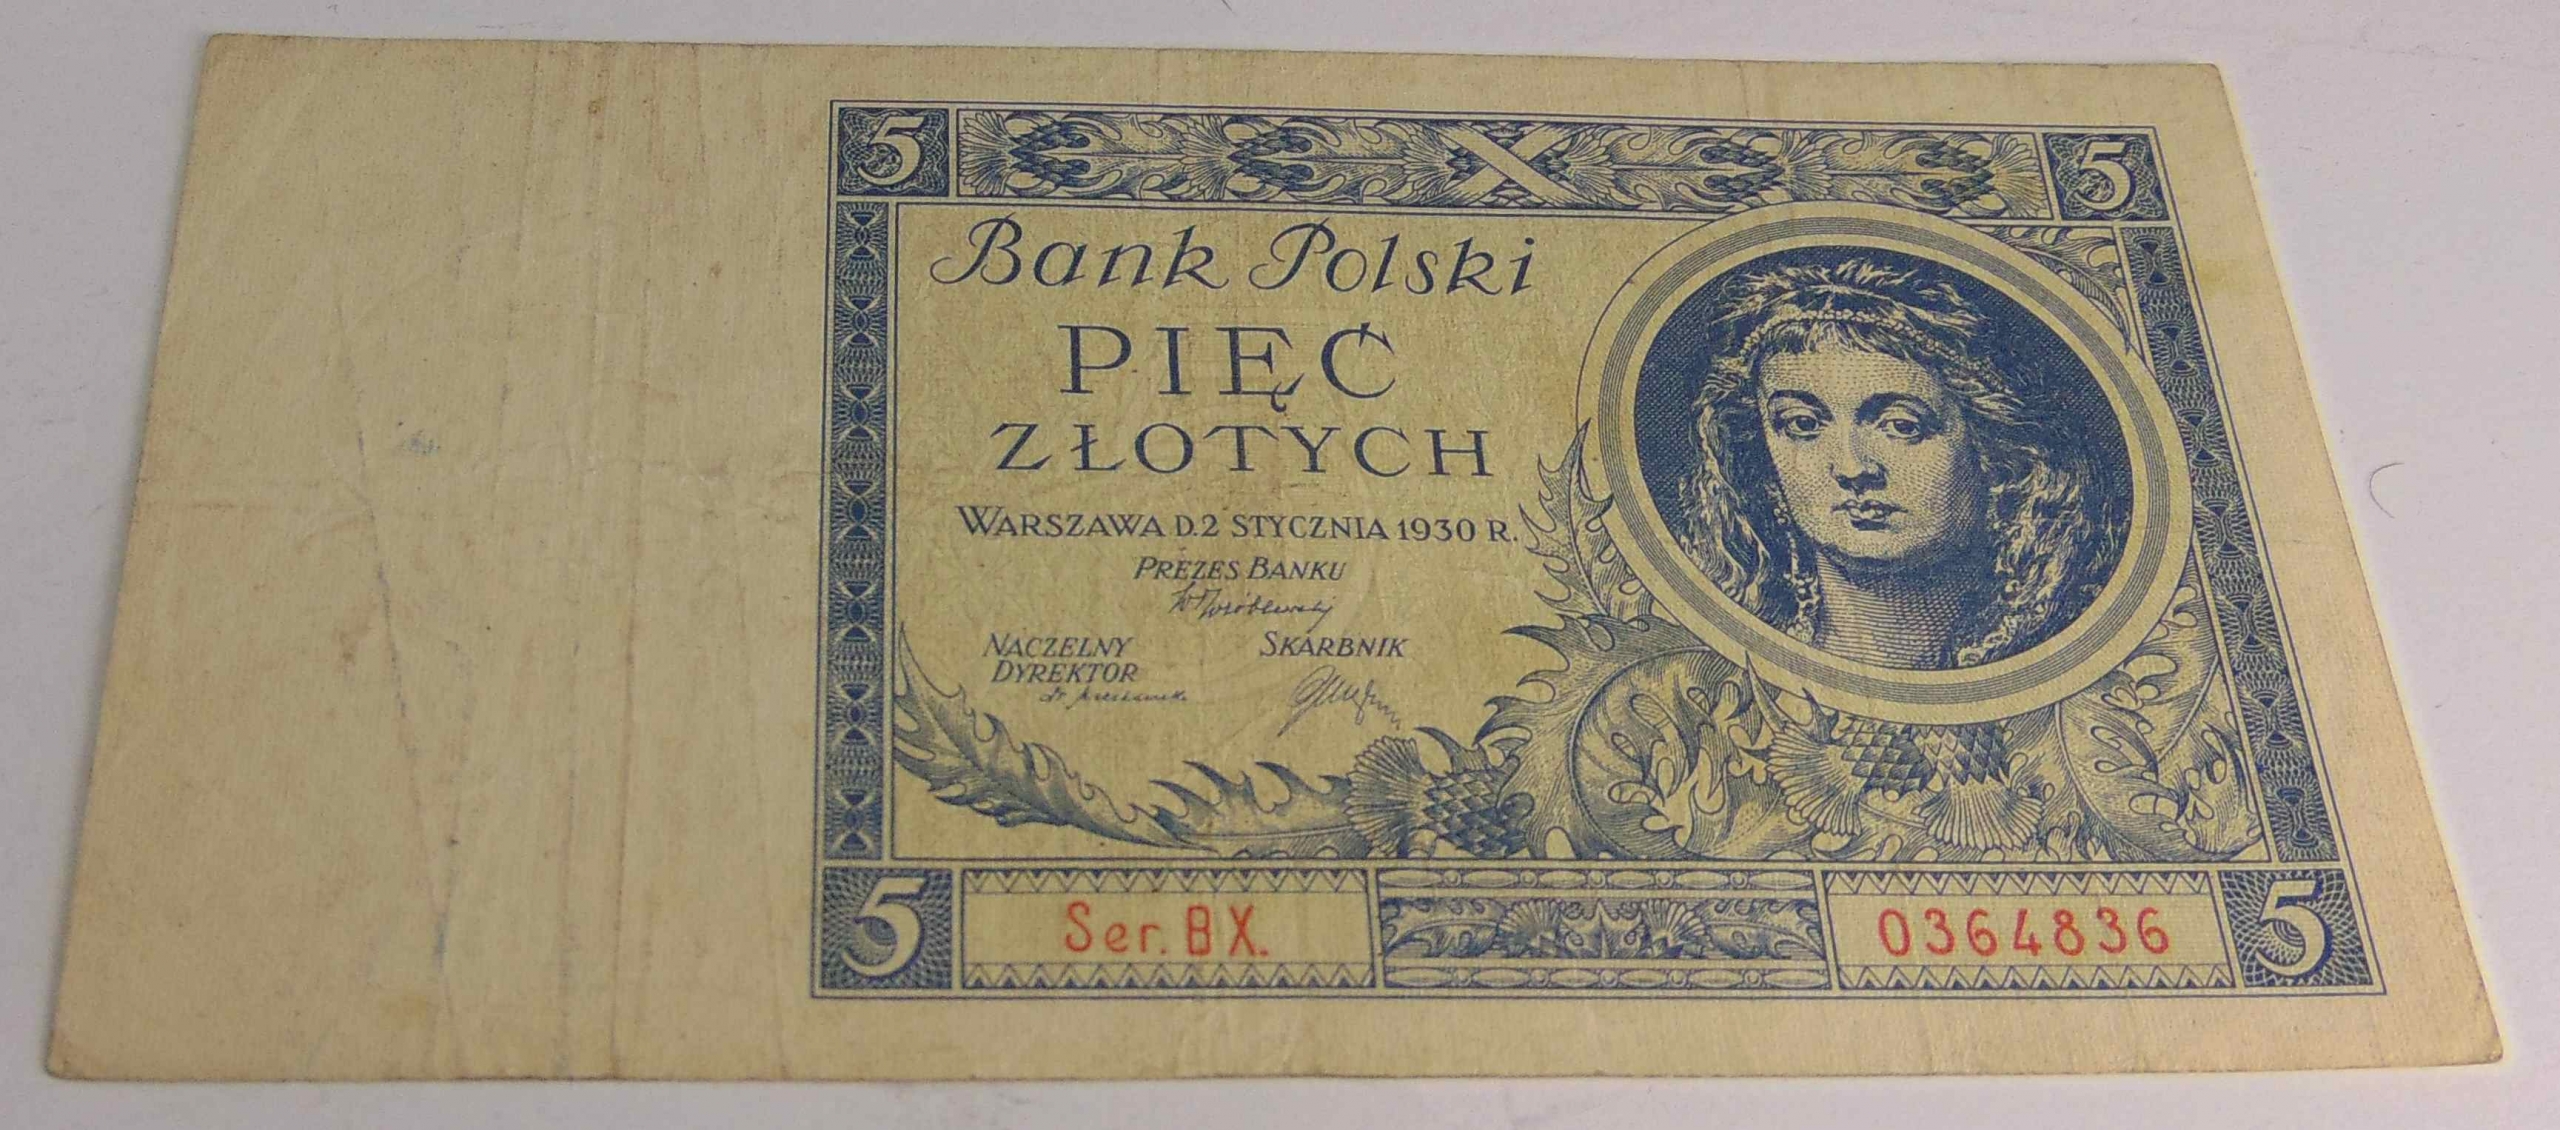 5 5
Bank Polski
PIĘĆ
ZŁOTYCH
WARSZAWA D. 2 STYCZNIA 1930 R.
PREZES BANKU
NACZELNY
DYREKTOR
SKARBNIK
5 Ser. BX. 0364836 5